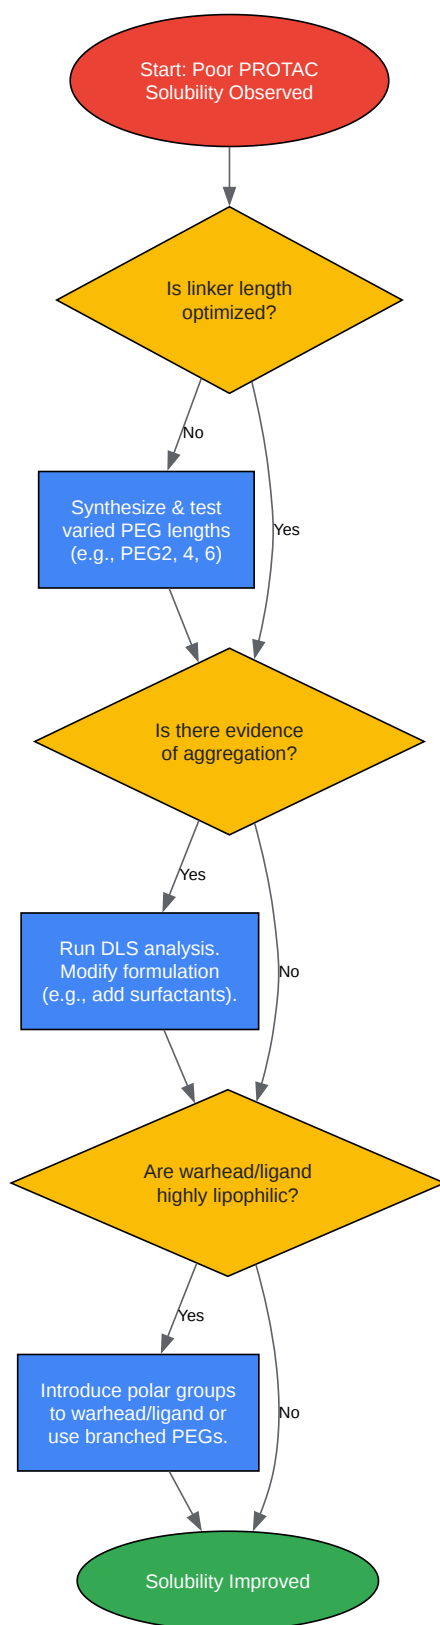 Start: Poor PROTAC
Solubility Observed
Is linker length
optimized?
No
Synthesize & test
varied PEG lengths
(e.g., PEG2, 4, 6)
Yes
Is there evidence
of aggregation?
Yes
Run DLS analysis.
Modify formulation
(e.g., add surfactants).
No
Are warhead/ligand
highly lipophilic?
Yes
Introduce polar groups
to warhead/ligand or
use branched PEGs.
No
Solubility Improved